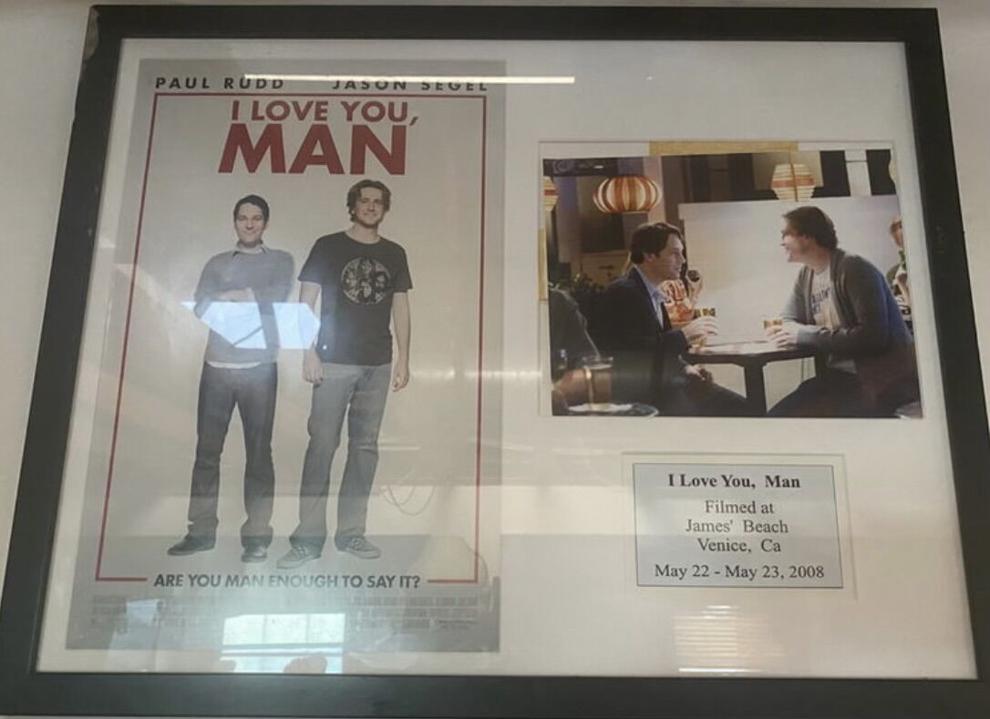 PAUL RUDD JASON SEGEL
I LOVE YOU,
MAN
ARE YOU MAN ENOUGH TO SAY IT?
I Love You, Man
Filmed at
James' Beach
Venice, Ca
May 22 - May 23, 2008